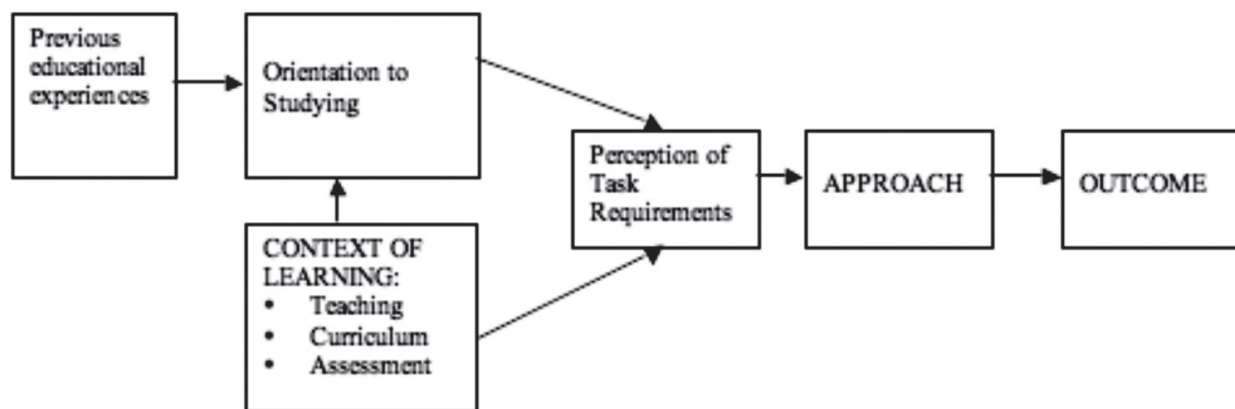 Previous
educational
experiences
Orientation to
Studying
CONTEXT OF
LEARNING:
• Teaching
• Curriculum
• Assessment
Perception of
Task
Requirements
APPROACH
OUTCOME